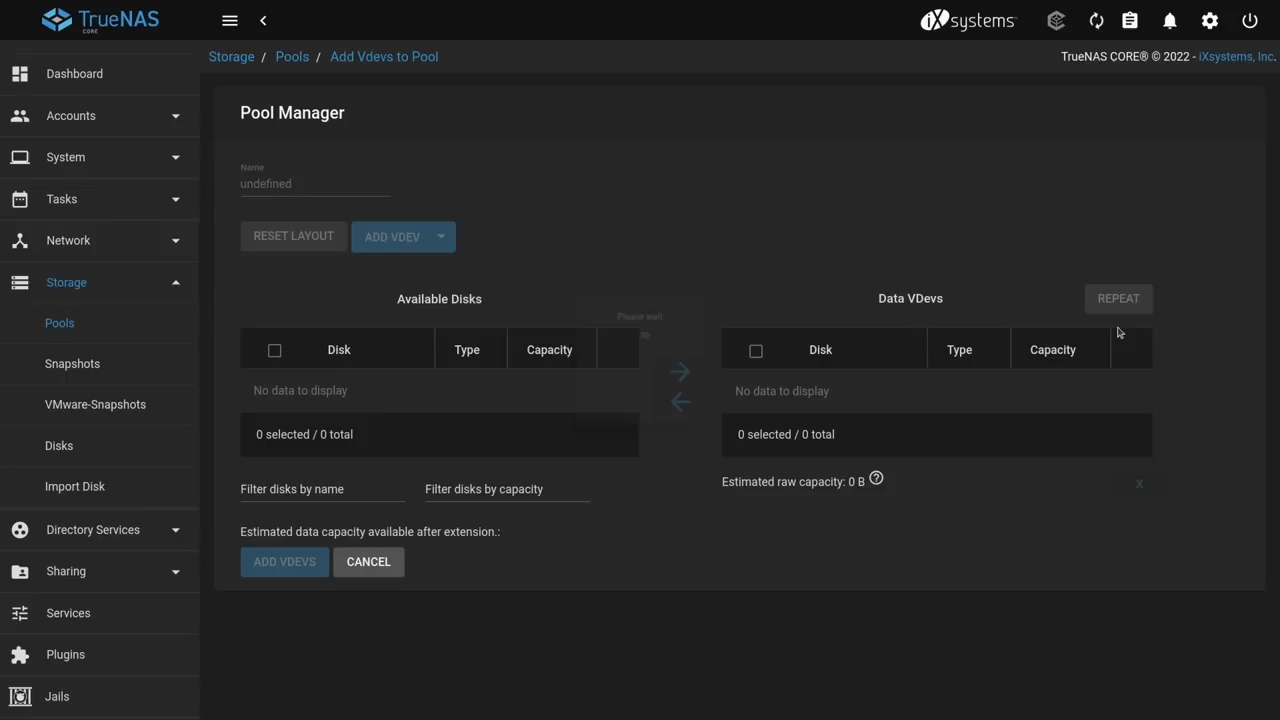 TrueNAS
CORE
iXsystems
Storage / Pools / Add Vdevs to Pool
TrueNAS CORE® © 2022 - iXsystems, Inc.
Dashboard
Accounts
System
Tasks
Network
Storage
Pools
Snapshots
VMware-Snapshots
Disks
Import Disk
Directory Services
Sharing
Services
Plugins
Jails
Pool Manager
Name
undefined
RESET LAYOUT
ADD VDEV
Available Disks
Disk Type Capacity
No data to display
0 selected / 0 total
Filter disks by name
Filter disks by capacity
Please wait
Data VDevs
REPEAT
Disk Type Capacity
No data to display
0 selected / 0 total
Estimated raw capacity: 0 B ?
X
Estimated data capacity available after extension.:
ADD VDEVS
CANCEL